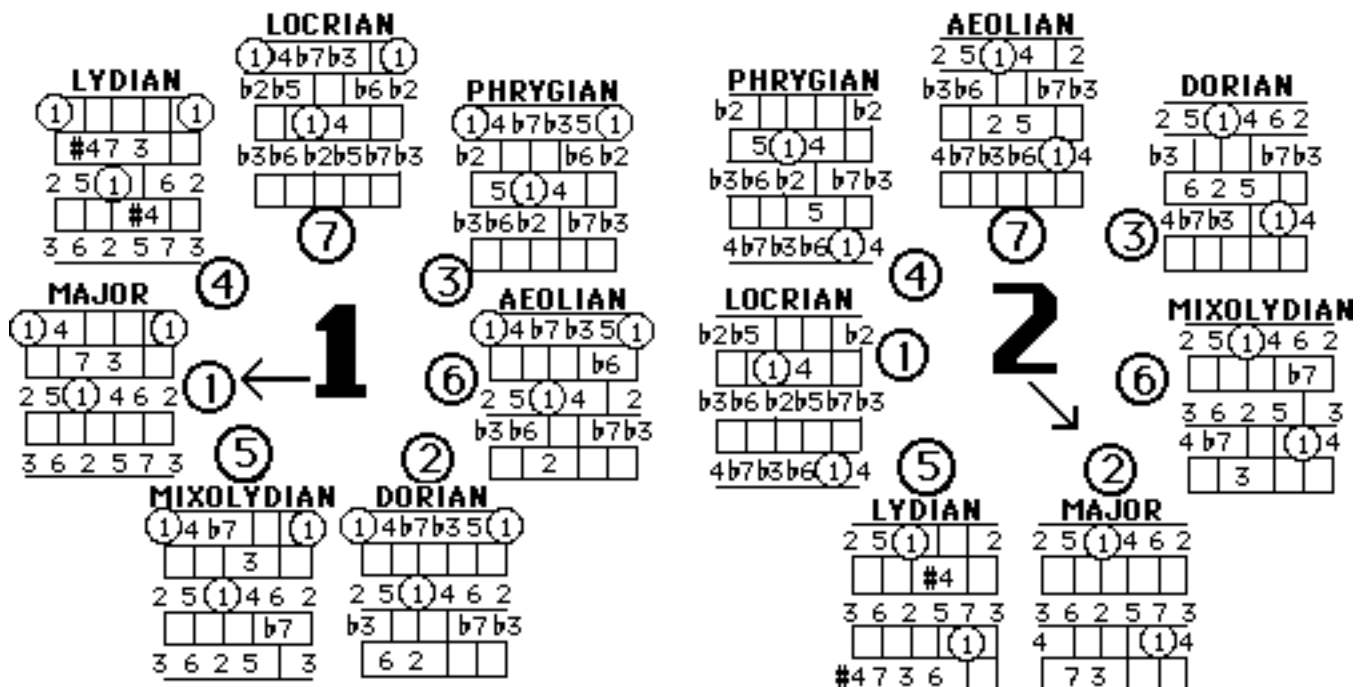 LOCRIAN
1 4 b7 b3 1
b2 b5 b6 b2
1 4
b3 b6 b2 b5 b7 b3
7
LYDIAN
1 1
#4 7 3
2 5 1 6 2
#4
3 6 2 5 7 3
4
PHRYGIAN
1 4 b7 b3 5 1
b2 b6 b2
5 1 4
b3 b6 b2 b7 b3
3
MAJOR
1 4 1
7 3
2 5 1 4 6 2
3 6 2 5 7 3
1
1
AEOLIAN
1 4 b7 b3 5 1
b6
2 5 1 4 2
b3 b6 b7 b3
2
6
5
MIXOLYDIAN
1 4 b7 1
3
2 5 1 4 6 2
b7
3 6 2 5 3
2
DORIAN
1 4 b7 b3 5 1
2 5 1 4 6 2
b3 b7 b3
6 2
AEOLIAN
2 5 1 4 2
b3 b6 b7 b3
2 5
4 b7 b3 b6 1 4
7
PHRYGIAN
b2 b2
5 1 4
b3 b6 b2 b7 b3
5
4 b7 b3 b6 1 4
4
DORIAN
2 5 1 4 6 2
b3 b7 b3
6 2 5
4 b7 b3 1 4
3
LOCRIAN
b2 b5 b2
1 4
b3 b6 b2 b5 b7 b3
4 b7 b3 b6 1 4
1
2
MIXOLYDIAN
2 5 1 4 6 2
b7
3 6 2 5 3
4 b7 1 4
3
6
5
LYDIAN
2 5 1 2
#4
3 6 2 5 7 3
1
#4 7 3 6
2
MAJOR
2 5 1 4 6 2
3 6 2 5 7 3
4 1 4
7 3